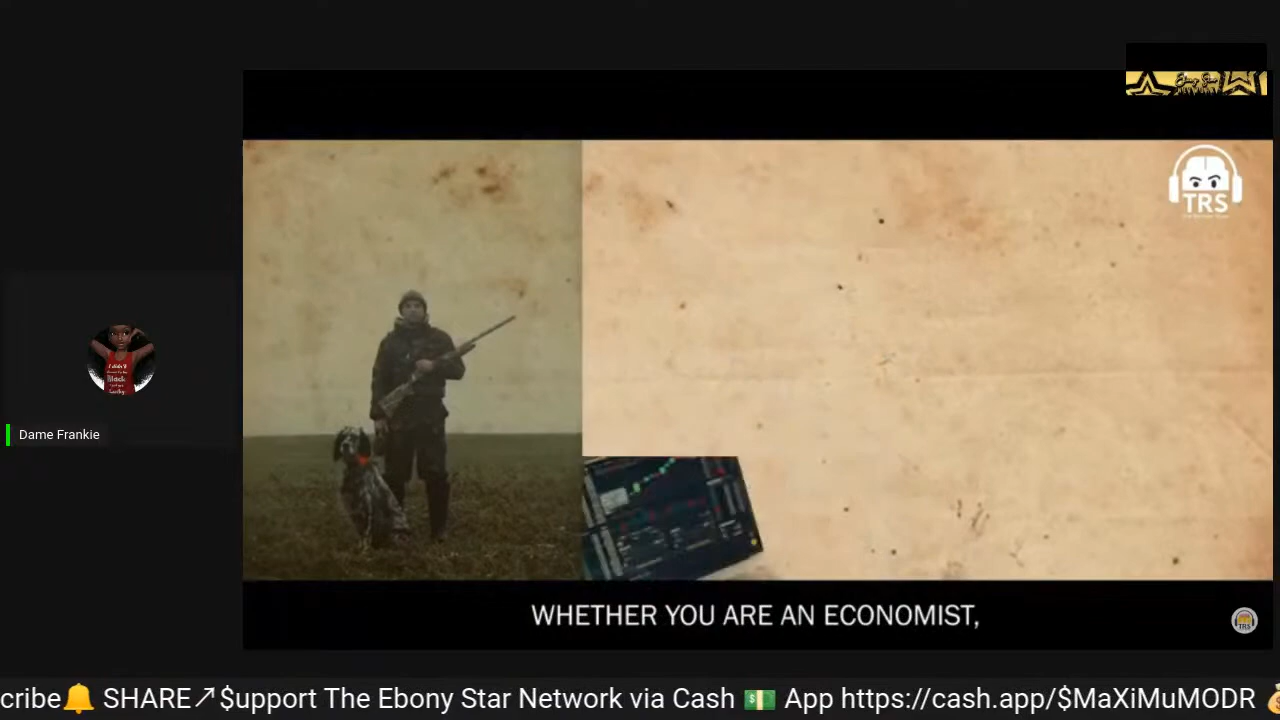 TRS
Dame Frankie
WHETHER YOU ARE AN ECONOMIST,
TRS
cribe🔔 SHARE↗$upport The Ebony Star Network via Cash 💵 App https://cash.app/$MaXiMuMODR 💰